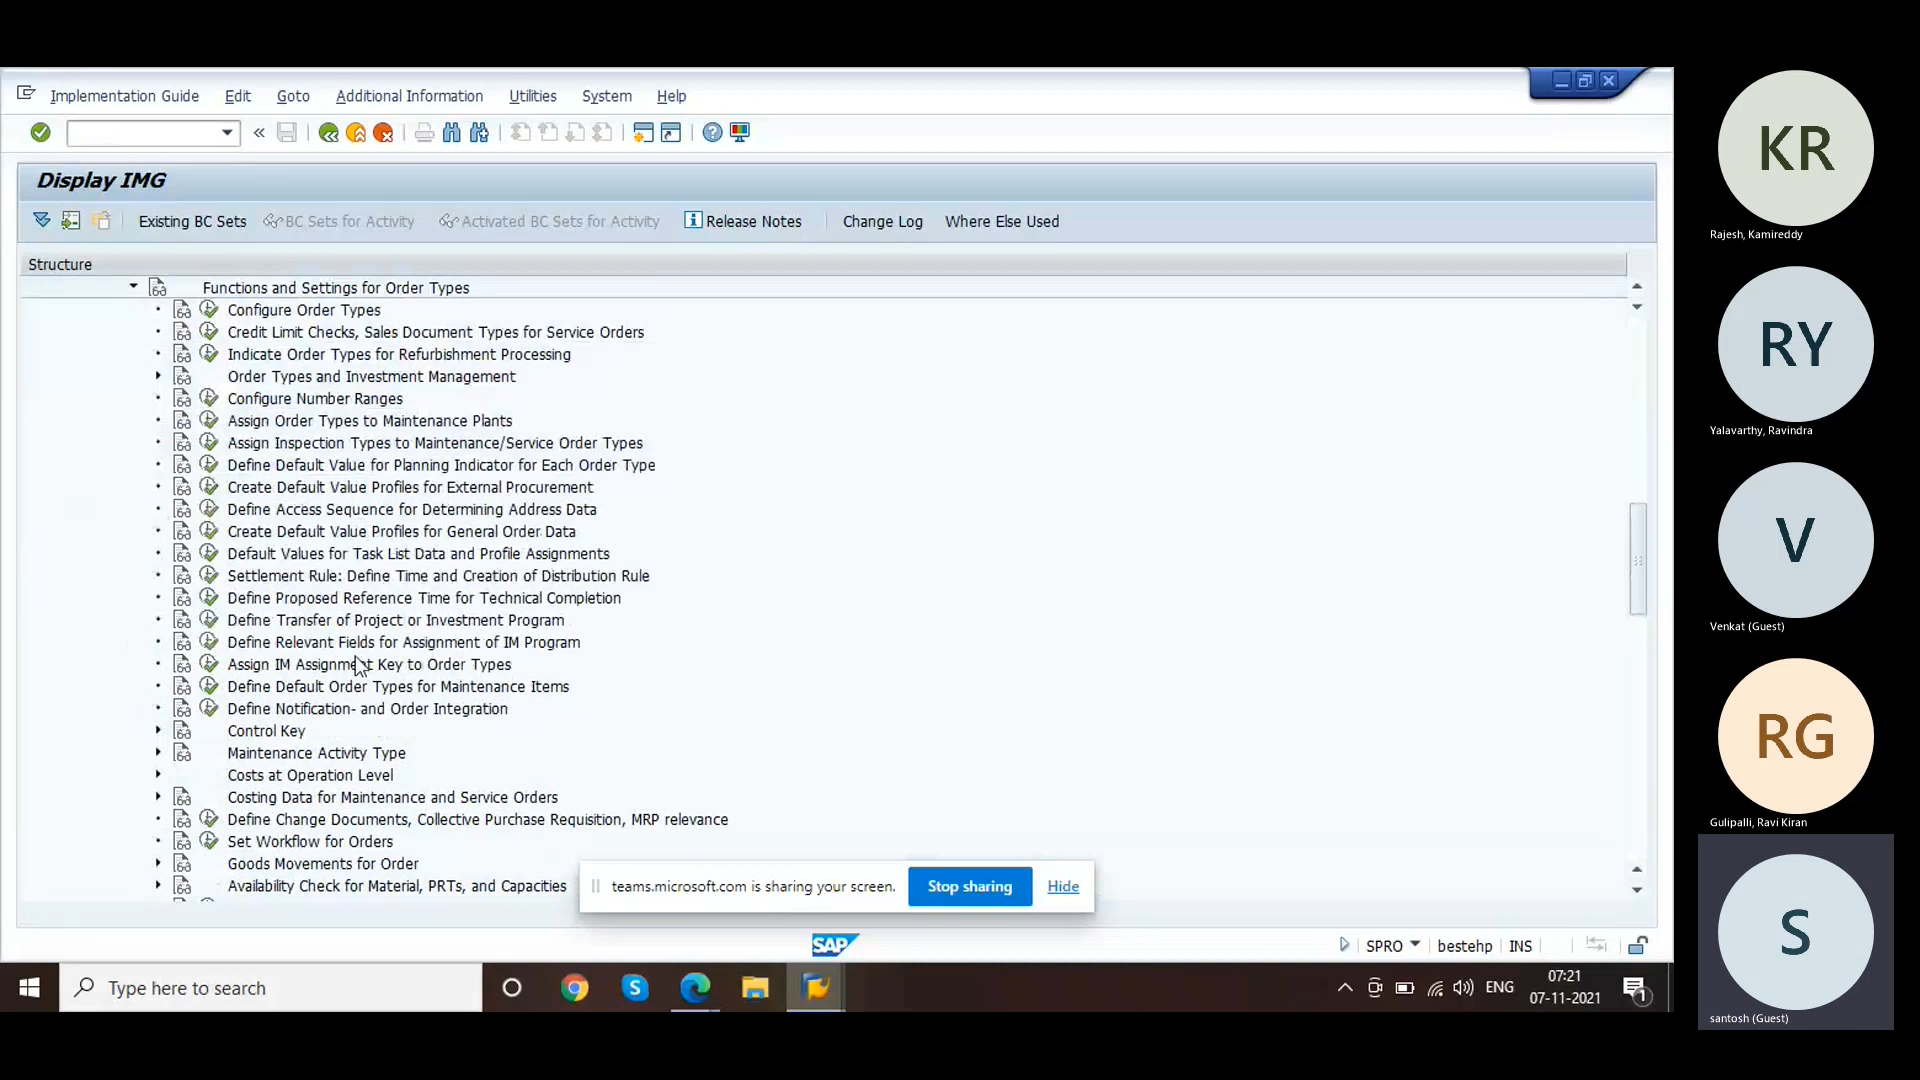 Implementation Guide Edit Goto Additional Information Utilities System Help
Display IMG
Existing BC Sets BC Sets for Activity Activated BC Sets for Activity Release Notes Change Log Where Else Used
Structure
Functions and Settings for Order Types
Configure Order Types
Credit Limit Checks, Sales Document Types for Service Orders
Indicate Order Types for Refurbishment Processing
Order Types and Investment Management
Configure Number Ranges
Assign Order Types to Maintenance Plants
Assign Inspection Types to Maintenance/Service Order Types
Define Default Value for Planning Indicator for Each Order Type
Create Default Value Profiles for External Procurement
Define Access Sequence for Determining Address Data
Create Default Value Profiles for General Order Data
Default Values for Task List Data and Profile Assignments
Settlement Rule: Define Time and Creation of Distribution Rule
Define Proposed Reference Time for Technical Completion
Define Transfer of Project or Investment Program
Define Relevant Fields for Assignment of IM Program
Assign IM Assignment Key to Order Types
Define Default Order Types for Maintenance Items
Define Notification- and Order Integration
Control Key
Maintenance Activity Type
Costs at Operation Level
Costing Data for Maintenance and Service Orders
Define Change Documents, Collective Purchase Requisition, MRP relevance
Set Workflow for Orders
Goods Movements for Order
Availability Check for Material, PRTs, and Capacities
teams.microsoft.com is sharing your screen. Stop sharing Hide
SAP
SPRO bestehp INS
Type here to search
ENG
07:21
07-11-2021
1
KR
Rajesh, Kamireddy
RY
Yalavarthy, Ravindra
V
Venkat (Guest)
RG
Gulipalli, Ravi Kiran
S
santosh (Guest)